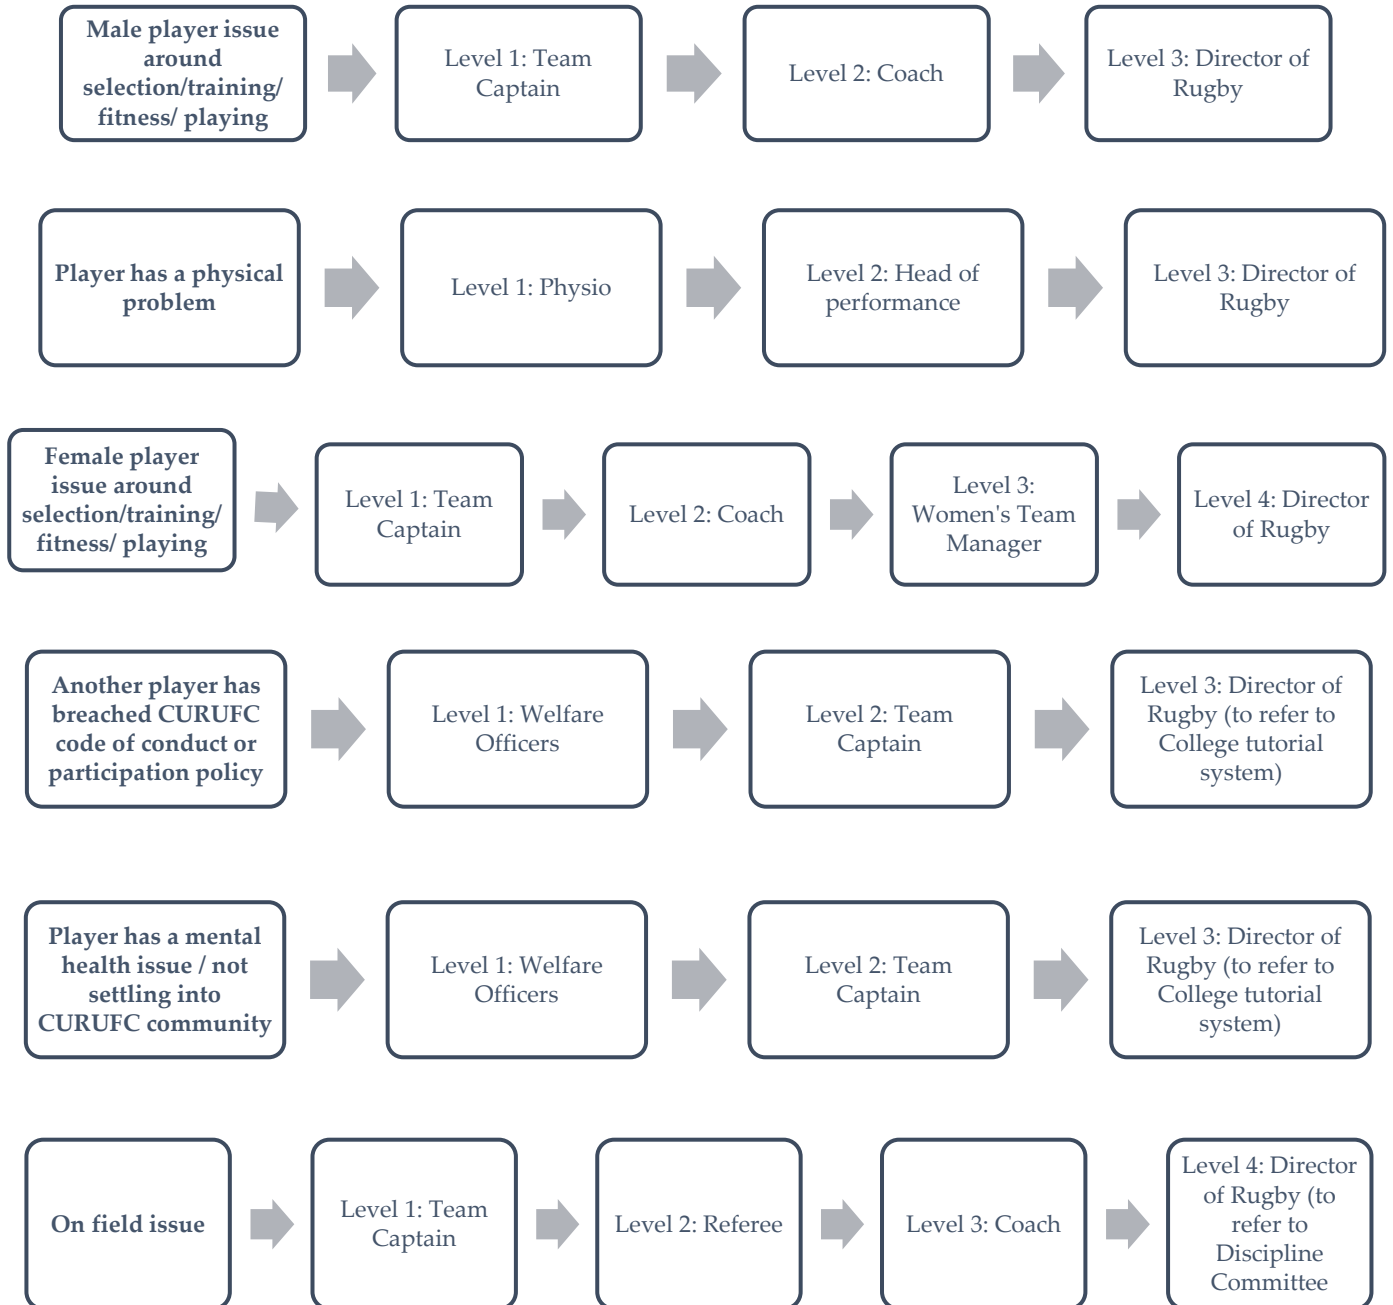 Male player issue
around
selection/training/
fitness/ playing
Level 1: Team
Captain
Level 2: Coach
Level 3: Director of
Rugby
Player has a physical
problem
Level 1: Physio
Level 2: Head of
performance
Level 3: Director of
Rugby
Female player
issue around
selection/training/
fitness/ playing
Level 1: Team
Captain
Level 2: Coach
Level 3:
Women's Team
Manager
Level 4: Director
of Rugby
Another player has
breached CURUFC
code of conduct or
participation policy
Level 1: Welfare
Officers
Level 2: Team
Captain
Level 3: Director of
Rugby (to refer to
College tutorial
system)
Player has a mental
health issue / not
settling into
CURUFC community
Level 1: Welfare
Officers
Level 2: Team
Captain
Level 3: Director of
Rugby (to refer to
College tutorial
system)
On field issue
Level 1: Team
Captain
Level 2: Referee
Level 3: Coach
Level 4: Director
of Rugby (to
refer to
Discipline
Committee